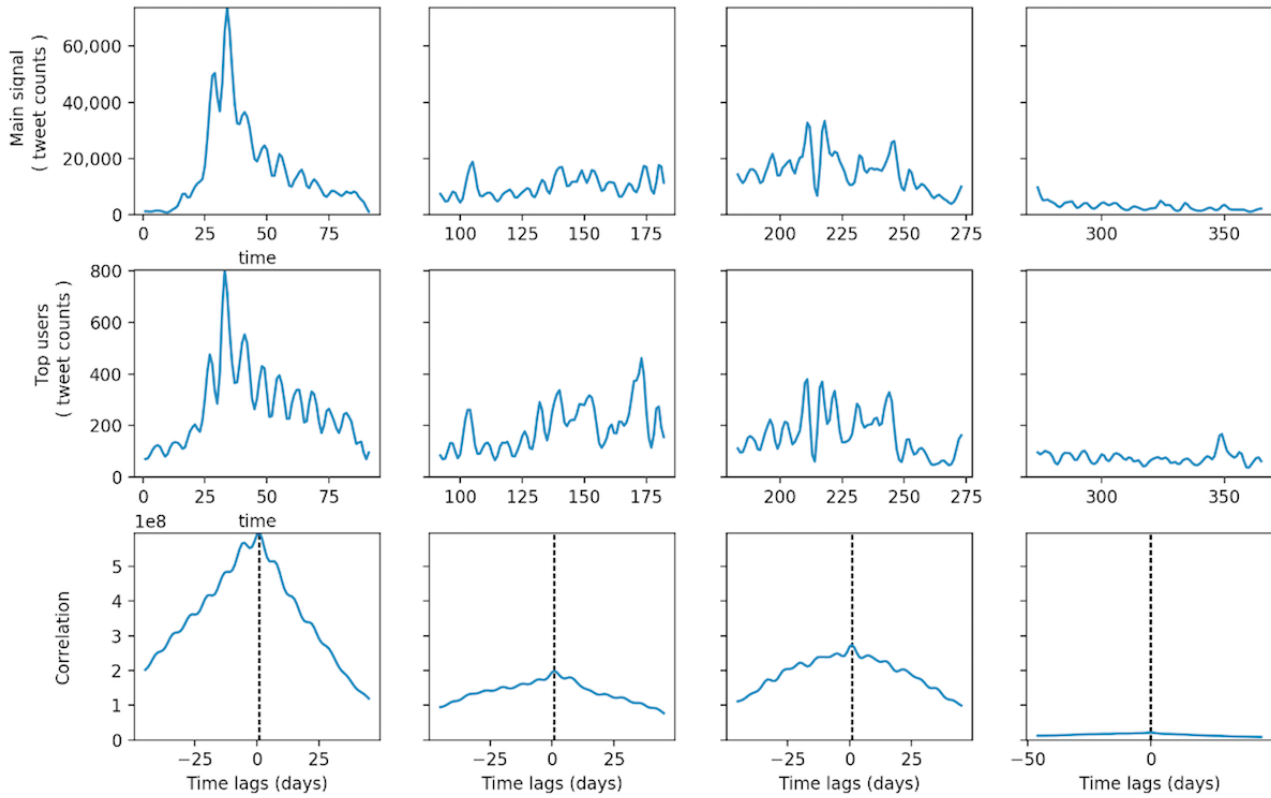 Main signal
( tweet counts )
60,000
40,000
20,000
0
0 25 50 75
time
100 125 150 175
200 225 250 275
300 350
Top users
( tweet counts )
800
600
400
200
0
0 25 50 75
time
100 125 150 175
200 225 250 275
300 350
1e8
Correlation
5
4
3
2
1
0
−25 0 25
Time lags (days)
−25 0 25
Time lags (days)
−25 0 25
Time lags (days)
−50 0
Time lags (days)